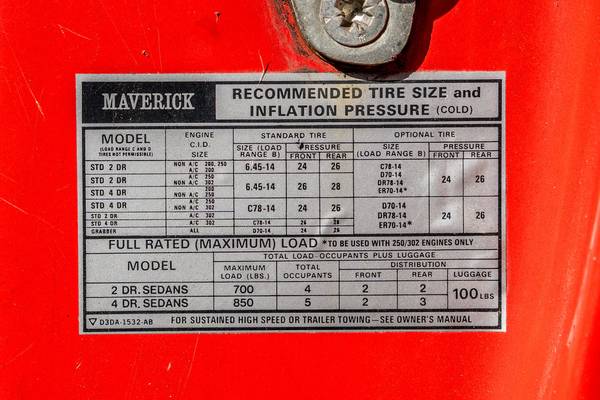 MAVERICK
RECOMMENDED TIRE SIZE and
INFLATION PRESSURE (COLD)
MODEL
(LOAD RANGE C AND D
TIRES NOT PERMISSIBLE)
ENGINE
C.I.D.
SIZE
STANDARD TIRE
OPTIONAL TIRE
SIZE (LOAD
RANGE B)
PRESSURE
FRONT REAR
SIZE
(LOAD RANGE B)
PRESSURE
FRONT REAR
STD 2 DR
NON A/C 200, 250
A/C 200
6.45-14 24 26
STD 2 DR
A/C 250
NON A/C 302
STD 4 DR
NON A/C 200, 250
A/C 200
6.45-14 26 28
C78-14
D70-14
DR78-14
ER70-14*
24 26
STD 4 DR
A/C 250
NON A/C 302
C78-14 24 26
STD 2 DR A/C 302
STD 4 DR A/C 302 C78-14 26 28
GRABBER ALL D70-14 24 26
D70-14
DR78-14
ER70-14*
24 26
FULL RATED (MAXIMUM) LOAD *TO BE USED WITH 250/302 ENGINES ONLY
MODEL
TOTAL LOAD-OCCUPANTS PLUS LUGGAGE
MAXIMUM
LOAD (LBS.)
TOTAL
OCCUPANTS
DISTRIBUTION
FRONT REAR LUGGAGE
2 DR. SEDANS 700 4 2 2
4 DR. SEDANS 850 5 2 3
100 LBS
▽ D3DA-1532-AB FOR SUSTAINED HIGH SPEED OR TRAILER TOWING—SEE OWNER'S MANUAL